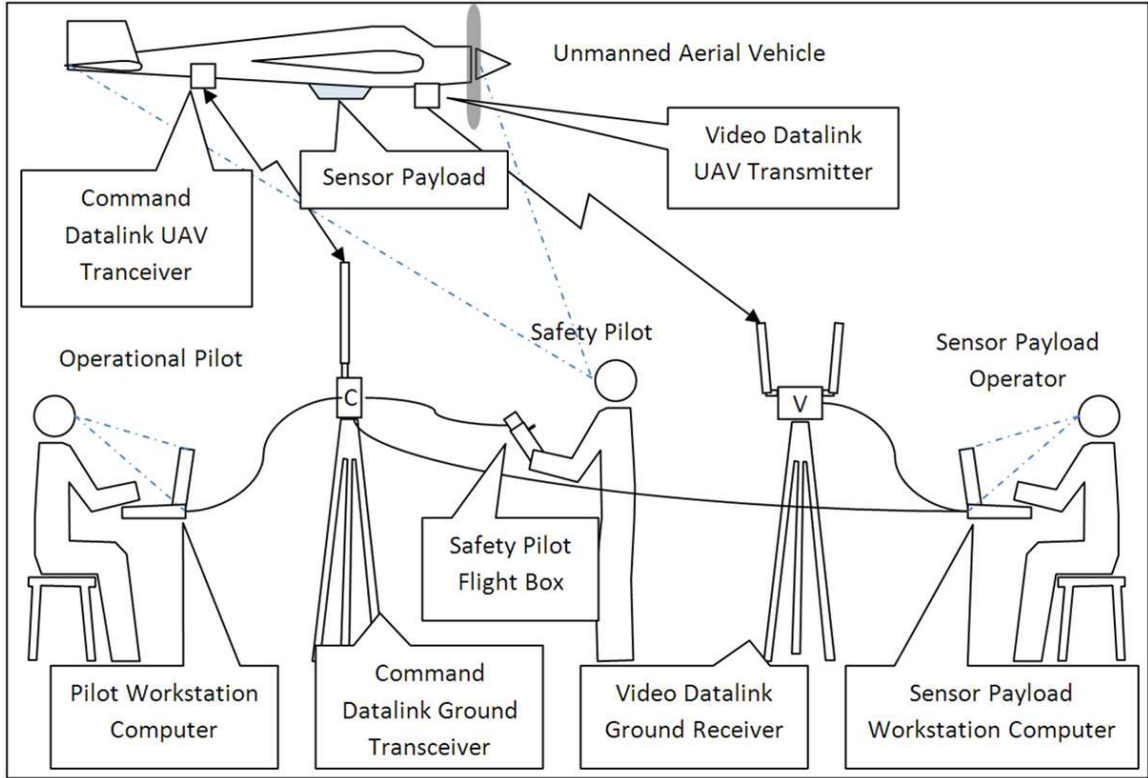 Unmanned Aerial Vehicle
Video Datalink
UAV Transmitter
Sensor Payload
Command
Datalink UAV
Tranceiver
Operational Pilot
Safety Pilot
Sensor Payload
Operator
C
V
Safety Pilot
Flight Box
Pilot Workstation
Computer
Command
Datalink Ground
Transceiver
Video Datalink
Ground Receiver
Sensor Payload
Workstation Computer